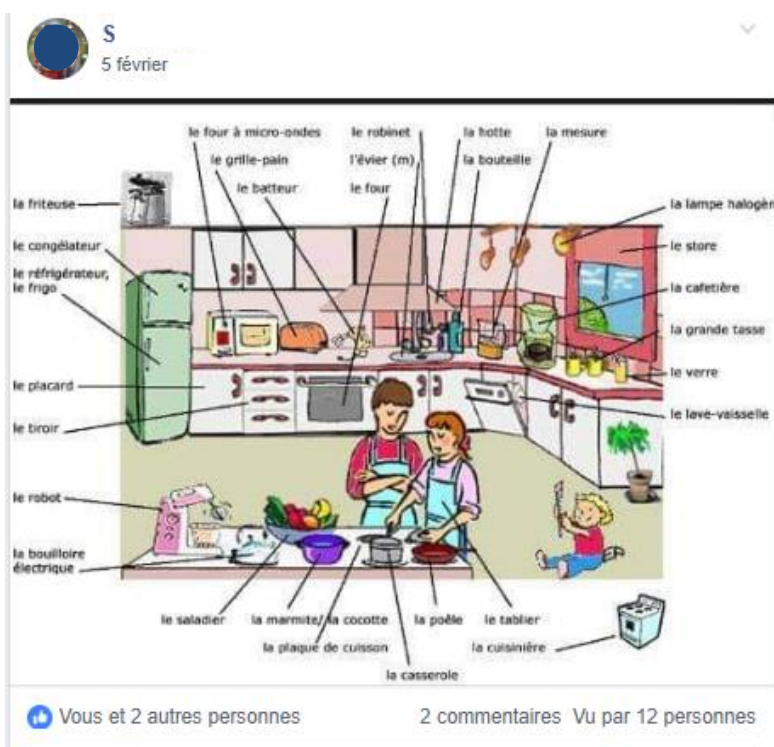 S
5 février
le four à micro-ondes le robinet la hotte la mesure
le grille-pain l'évier (m) la bouteille
le batteur le four
la friteuse la lampe halogèn
le congélateur le store
le réfrigérateur,
le frigo
la cafetière
la grande tasse
le placard le verre
le tiroir le lave-vaisselle
le robot
la bouilloire
électrique
le saladier la marmite/ la cocotte la poêle le tablier
la plaque de cuisson la cuisinière
la casserole
Vous et 2 autres personnes 2 commentaires Vu par 12 personnes